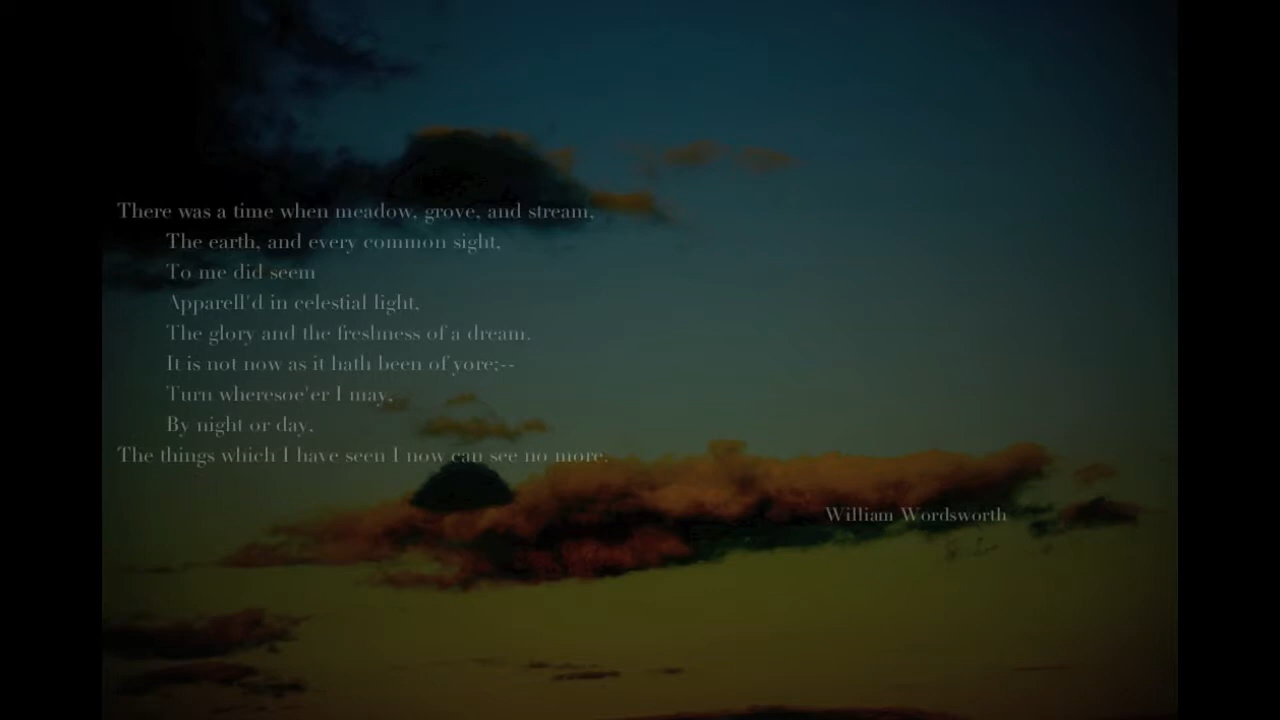 There was a time when meadow, grove, and stream,
The earth, and every common sight,
To me did seem
Apparell'd in celestial light,
The glory and the freshness of a dream.
It is not now as it hath been of yore;--
Turn wheresoe'er I may,
By night or day,
The things which I have seen I now can see no more.
William Wordsworth